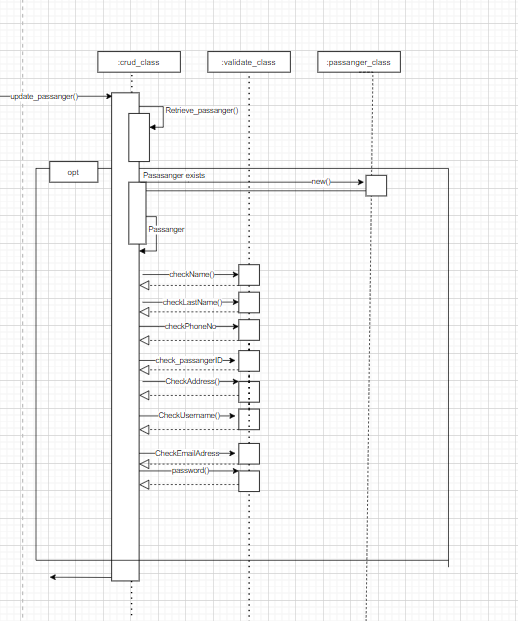 :crud_class
:validate_class
:passanger_class
update_passanger()
Retrieve_passanger()
opt
Pasasanger exists
new()
Passanger
checkName()
checkLastName()
checkPhoneNo
check_passangerID
CheckAddress()
CheckUsername()
CheckEmailAdress
password()